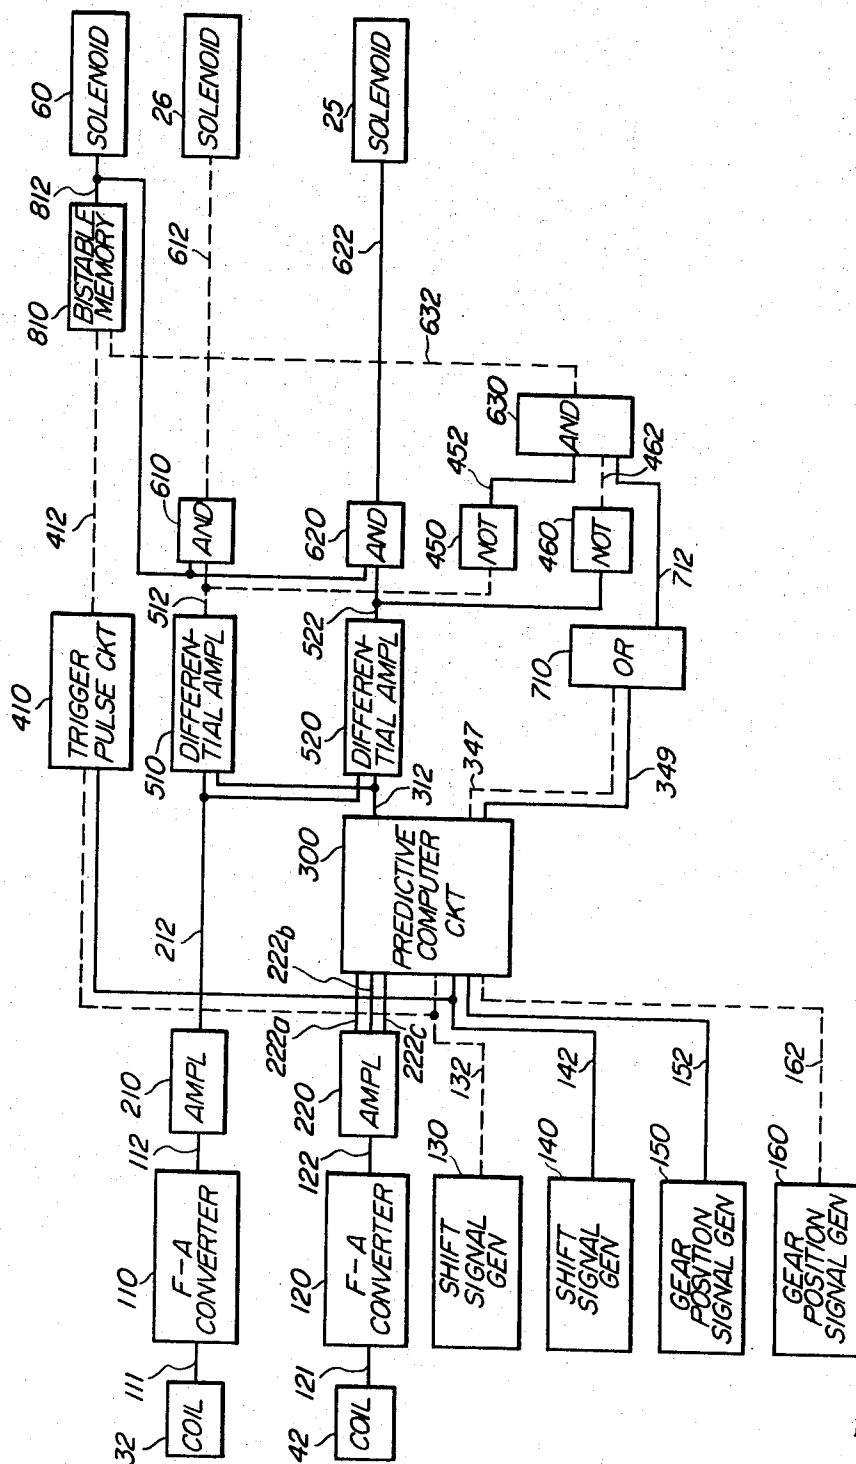 410
TRIGGER
PULSE CKT
412
810
BISTABLE
MEMORY
812
60
SOLENOID
32
COIL
111
110
F-A
CONVERTER
112
210
AMPL
212
510
DIFFEREN-
TIAL AMPL
512
610
AND
612
26
SOLENOID
42
COIL
121
120
F-A
CONVERTER
122
220
AMPL
222a
222b
222c
300
PREDICTIVE
COMPUTER
CKT
312
520
DIFFEREN-
TIAL AMPL
522
620
AND
622
25
SOLENOID
130
SHIFT
SIGNAL
GEN
132
347
450
NOT
452
630
AND
632
140
SHIFT
SIGNAL
GEN
142
349
710
OR
712
460
NOT
462
150
GEAR
POSITION
SIGNAL GEN
152
160
GEAR
POSITION
SIGNAL GEN
162